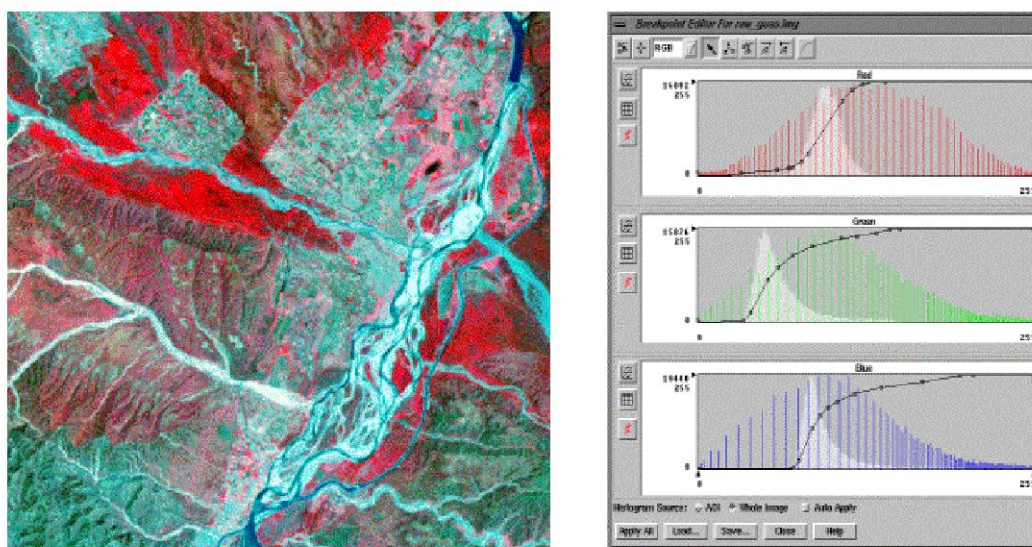 Breakpoint Editor For raw_guas.img
RGB
Red
255
0
0
Green
255
0
0
Blue
255
0
0
Histogram Source: AOI Whole Image Auto Apply
Apply All Load... Save... Close Help